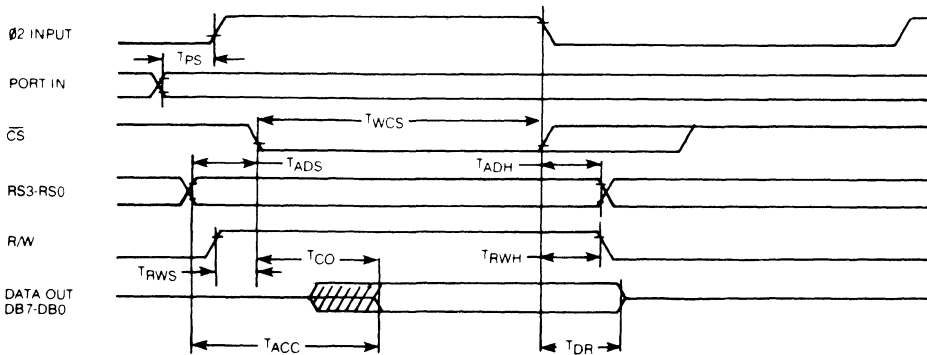 Ø2 INPUT
TPS
PORT IN
TWCS
CS
TADS
TADH
RS3-RS0
R/W
TCO
TRWH
TRWS
DATA OUT
DB7-DB0
TACC
TDR